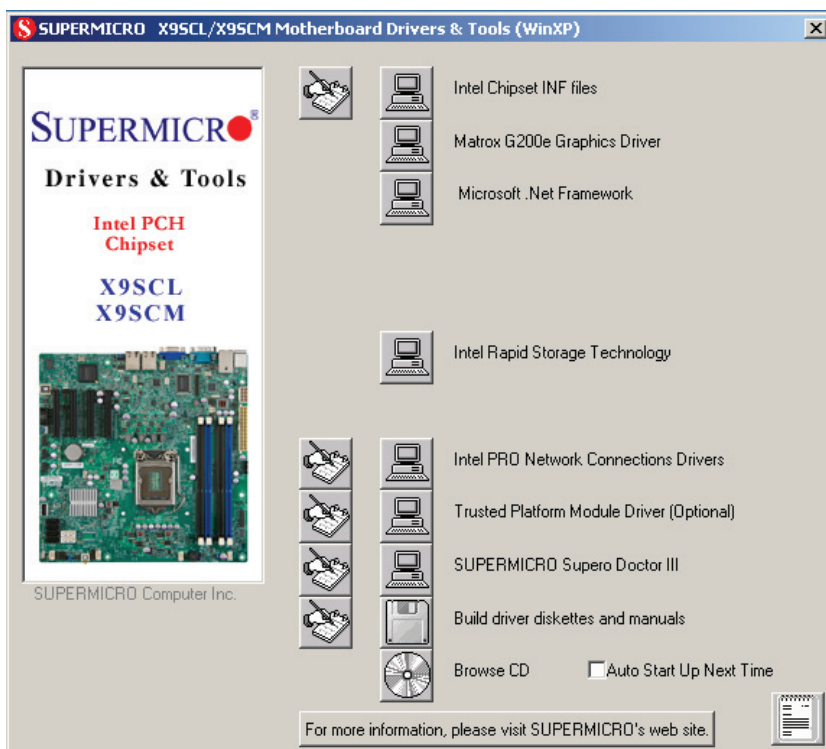 SUPERMICRO X9SCL/X9SCM Motherboard Drivers & Tools (WinXP)
SUPERMICRO®
Drivers & Tools
Intel PCH
Chipset
X9SCL
X9SCM
SUPERMICRO Computer Inc.
Intel Chipset INF files
Matrox G200e Graphics Driver
Microsoft .Net Framework
Intel Rapid Storage Technology
Intel PRO Network Connections Drivers
Trusted Platform Module Driver (Optional)
SUPERMICRO Supero Doctor III
Build driver diskettes and manuals
Browse CD Auto Start Up Next Time
For more information, please visit SUPERMICRO's web site.